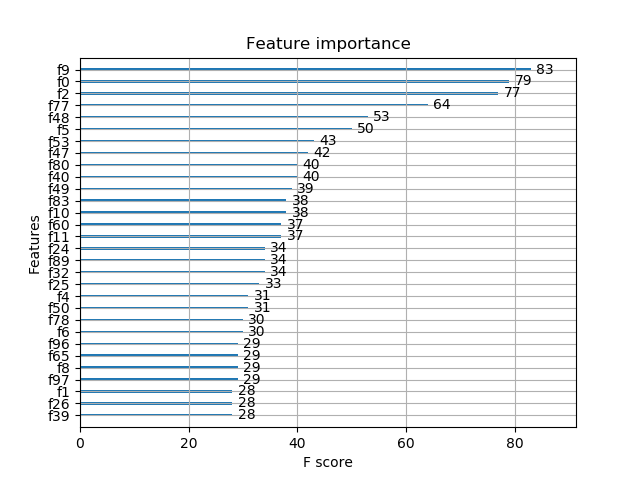 Feature importance
Features
f9 83
f0 79
f2 77
f77 64
f48 53
f5 50
f53 43
f47 42
f80 40
f40 40
f49 39
f83 38
f10 38
f60 37
f11 37
f24 34
f89 34
f32 34
f25 33
f4 31
f50 31
f78 30
f6 30
f96 29
f65 29
f8 29
f97 29
f1 28
f26 28
f39 28
0 20 40 60 80
F score